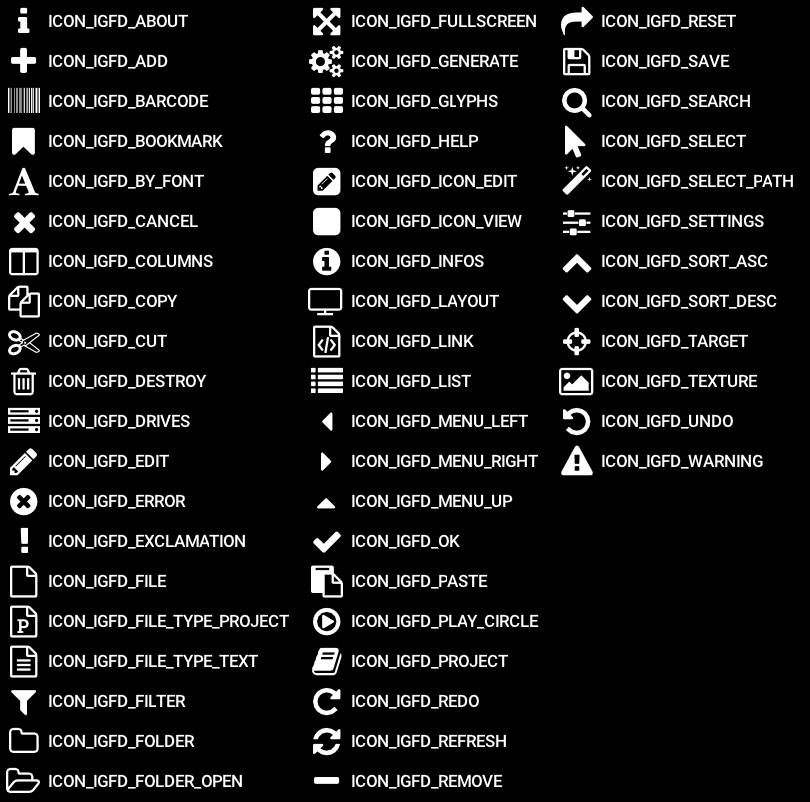 ICON_IGFD_ABOUT
ICON_IGFD_ADD
ICON_IGFD_BARCODE
ICON_IGFD_BOOKMARK
ICON_IGFD_BY_FONT
ICON_IGFD_CANCEL
ICON_IGFD_COLUMNS
ICON_IGFD_COPY
ICON_IGFD_CUT
ICON_IGFD_DESTROY
ICON_IGFD_DRIVES
ICON_IGFD_EDIT
ICON_IGFD_ERROR
ICON_IGFD_EXCLAMATION
ICON_IGFD_FILE
ICON_IGFD_FILE_TYPE_PROJECT
ICON_IGFD_FILE_TYPE_TEXT
ICON_IGFD_FILTER
ICON_IGFD_FOLDER
ICON_IGFD_FOLDER_OPEN
ICON_IGFD_FULLSCREEN
ICON_IGFD_GENERATE
ICON_IGFD_GLYPHS
ICON_IGFD_HELP
ICON_IGFD_ICON_EDIT
ICON_IGFD_ICON_VIEW
ICON_IGFD_INFOS
ICON_IGFD_LAYOUT
ICON_IGFD_LINK
ICON_IGFD_LIST
ICON_IGFD_MENU_LEFT
ICON_IGFD_MENU_RIGHT
ICON_IGFD_MENU_UP
ICON_IGFD_OK
ICON_IGFD_PASTE
ICON_IGFD_PLAY_CIRCLE
ICON_IGFD_PROJECT
ICON_IGFD_REDO
ICON_IGFD_REFRESH
ICON_IGFD_REMOVE
ICON_IGFD_RESET
ICON_IGFD_SAVE
ICON_IGFD_SEARCH
ICON_IGFD_SELECT
ICON_IGFD_SELECT_PATH
ICON_IGFD_SETTINGS
ICON_IGFD_SORT_ASC
ICON_IGFD_SORT_DESC
ICON_IGFD_TARGET
ICON_IGFD_TEXTURE
ICON_IGFD_UNDO
ICON_IGFD_WARNING